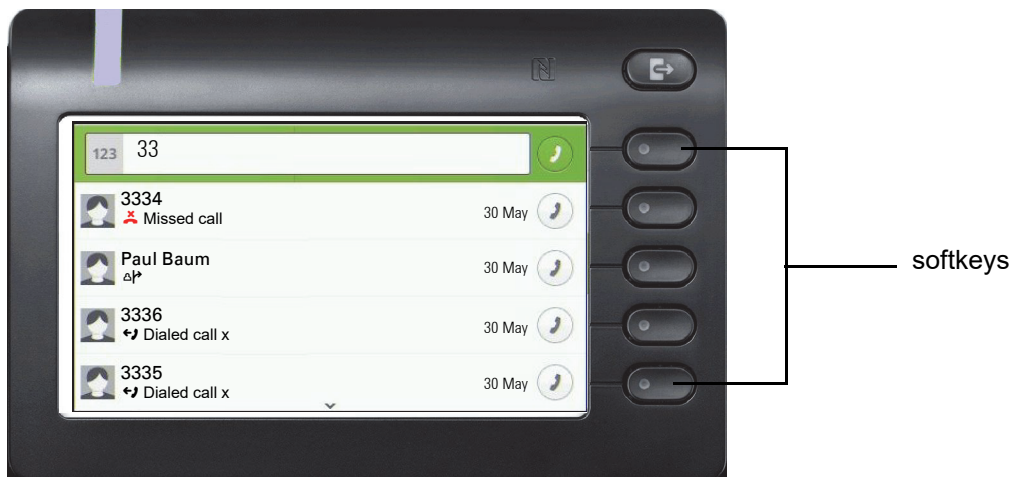 123 33
3334
Missed call
30 May
Paul Baum
30 May
3336
Dialed call x
30 May
3335
Dialed call x
30 May
softkeys